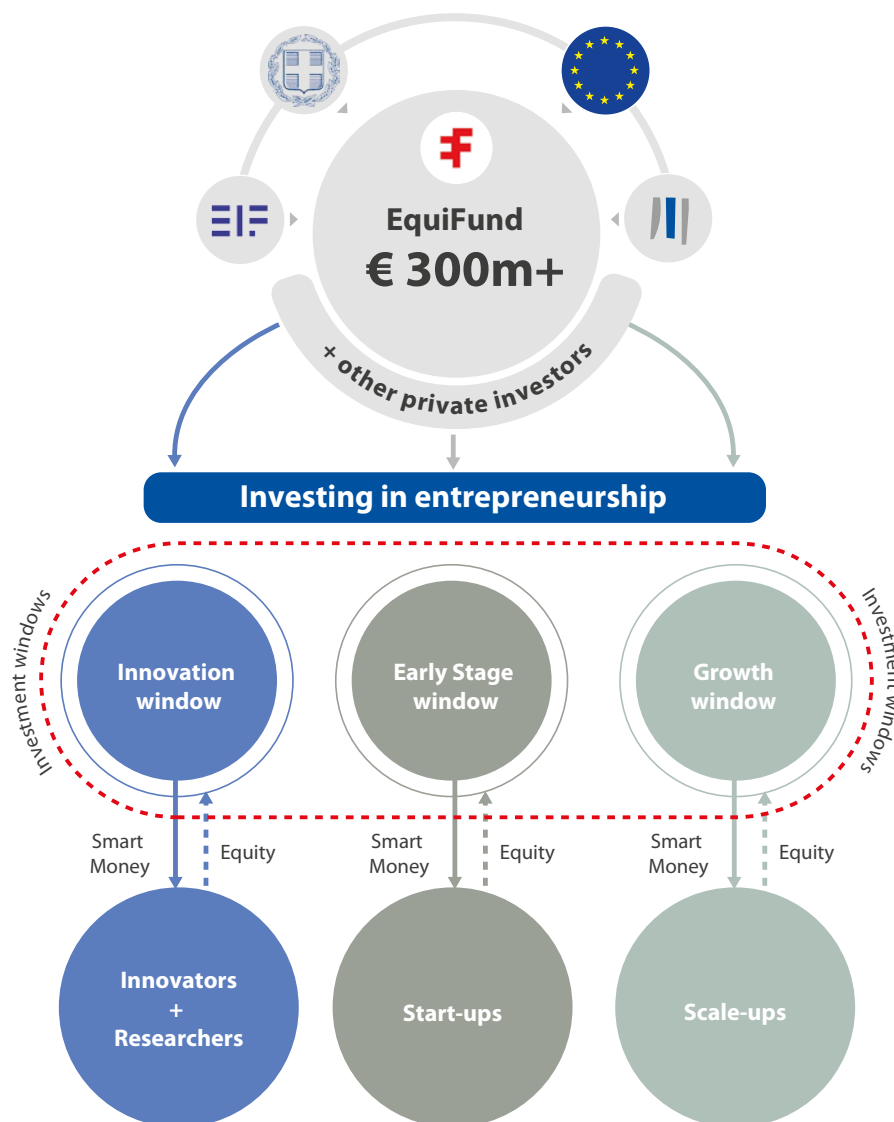 EIF
EquiFund
€ 300m+
+ other private investors
Investing in entrepreneurship
Investment windows
Investment windows
Innovation
window
Early Stage
window
Growth
window
Smart
Money
Equity
Smart
Money
Equity
Smart
Money
Equity
Innovators
+
Researchers
Start-ups
Scale-ups